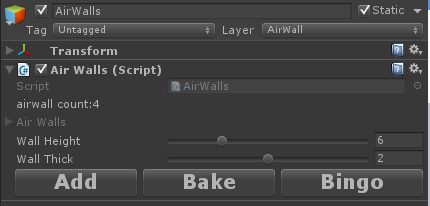 AirWalls Static
Tag Untagged Layer AirWall
Transform
Air Walls (Script)
Script AirWalls
airwall count:4
Air Walls
Wall Height 6
Wall Thick 2
Add Bake Bingo